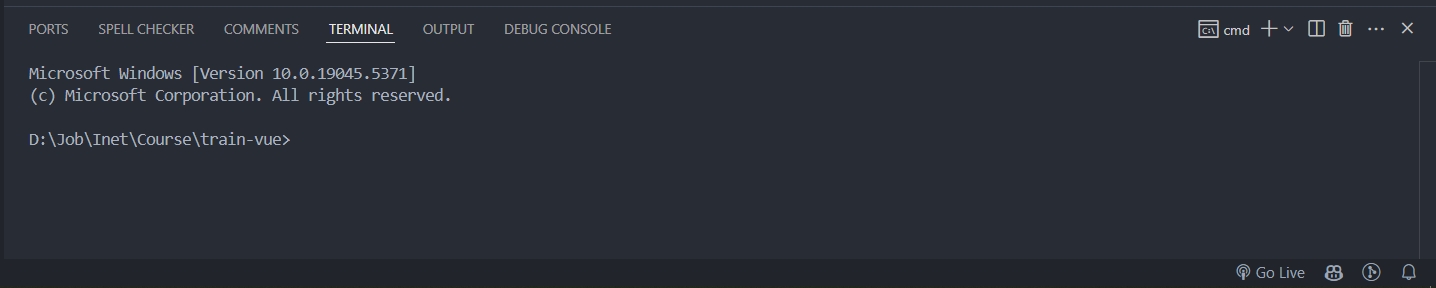 PORTS SPELL CHECKER COMMENTS TERMINAL OUTPUT DEBUG CONSOLE cmd
Microsoft Windows [Version 10.0.19045.5371]
(c) Microsoft Corporation. All rights reserved.
D:\Job\Inet\Course\train-vue>
Go Live